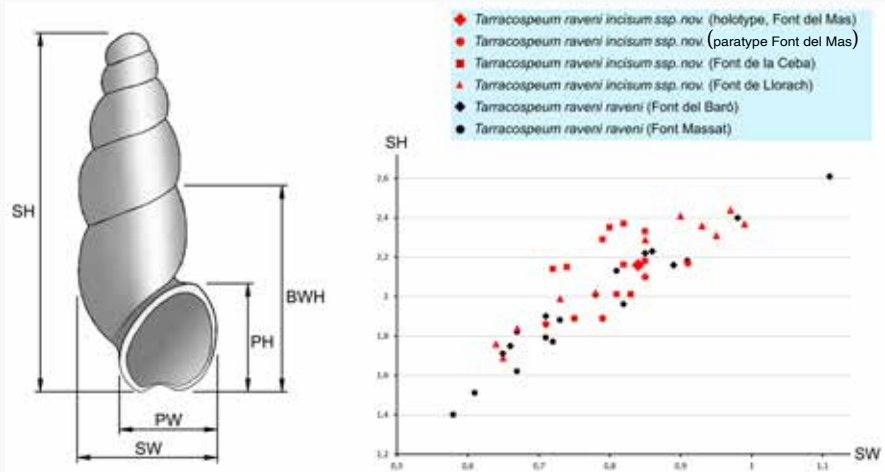 Tarracospeum raveni incisum ssp.nov. (holotype, Font del Mas)
Tarracospeum raveni incisum ssp.nov. (paratype Font del Mas)
Tarracospeum raveni incisum ssp.nov. (Font de la Ceba)
Tarracospeum raveni incisum ssp.nov. (Font de Llorach)
Tarracospeum raveni raveni (Font del Baró)
Tarracospeum raveni raveni (Font Massat)
SH
BWH
PH
PW
SW
SH
2,6
2,4
2,2
2
1,8
1,6
1,4
1,2
0,5
0,6
0,7
0,8
0,9
1
1,1
SW